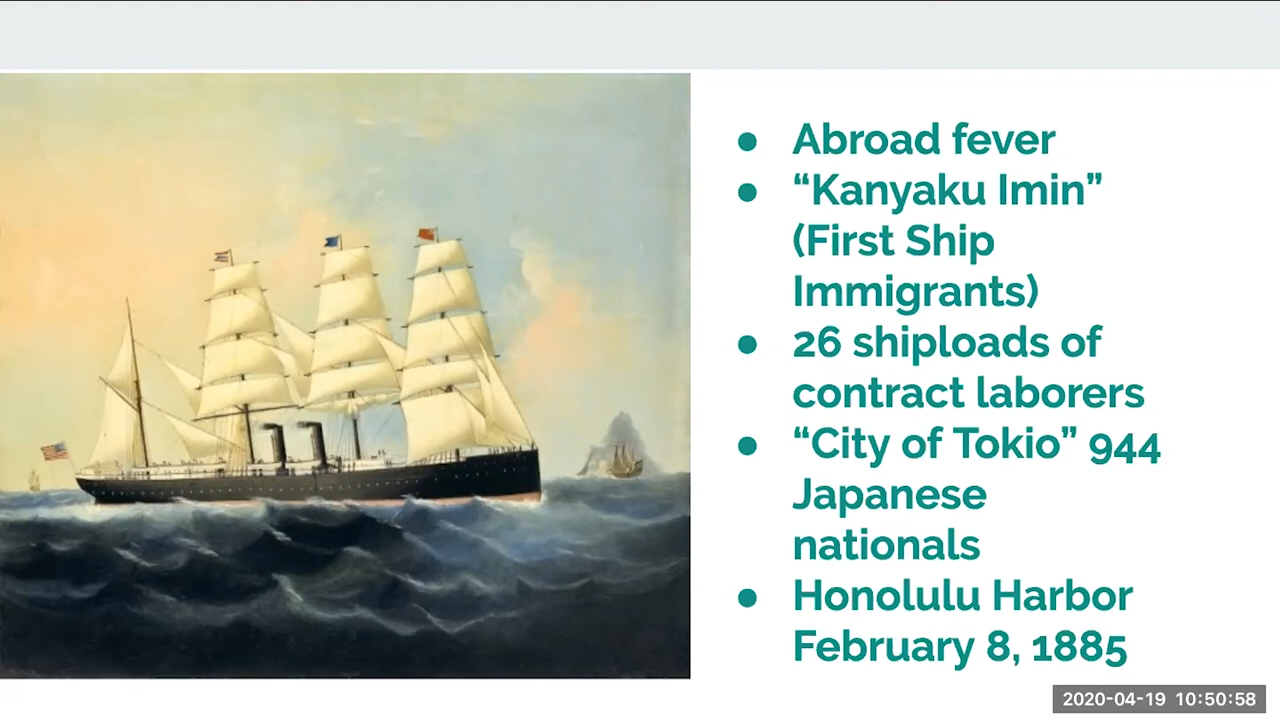 ● Abroad fever
● “Kanyaku Imin”
(First Ship
Immigrants)
● 26 shiploads of
contract laborers
● “City of Tokio” 944
Japanese
nationals
● Honolulu Harbor
February 8, 1885
2020-04-19 10:50:58